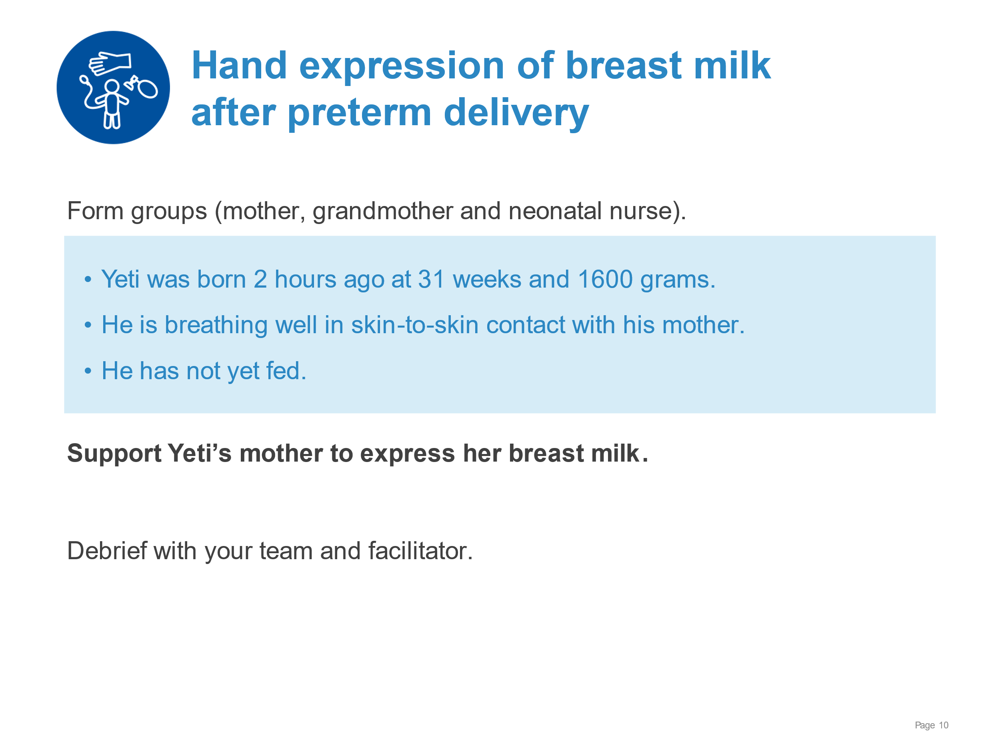 Hand expression of breast milk
after preterm delivery
Form groups (mother, grandmother and neonatal nurse).
• Yeti was born 2 hours ago at 31 weeks and 1600 grams.
• He is breathing well in skin-to-skin contact with his mother.
• He has not yet fed.
Support Yeti’s mother to express her breast milk.
Debrief with your team and facilitator.
Page 10